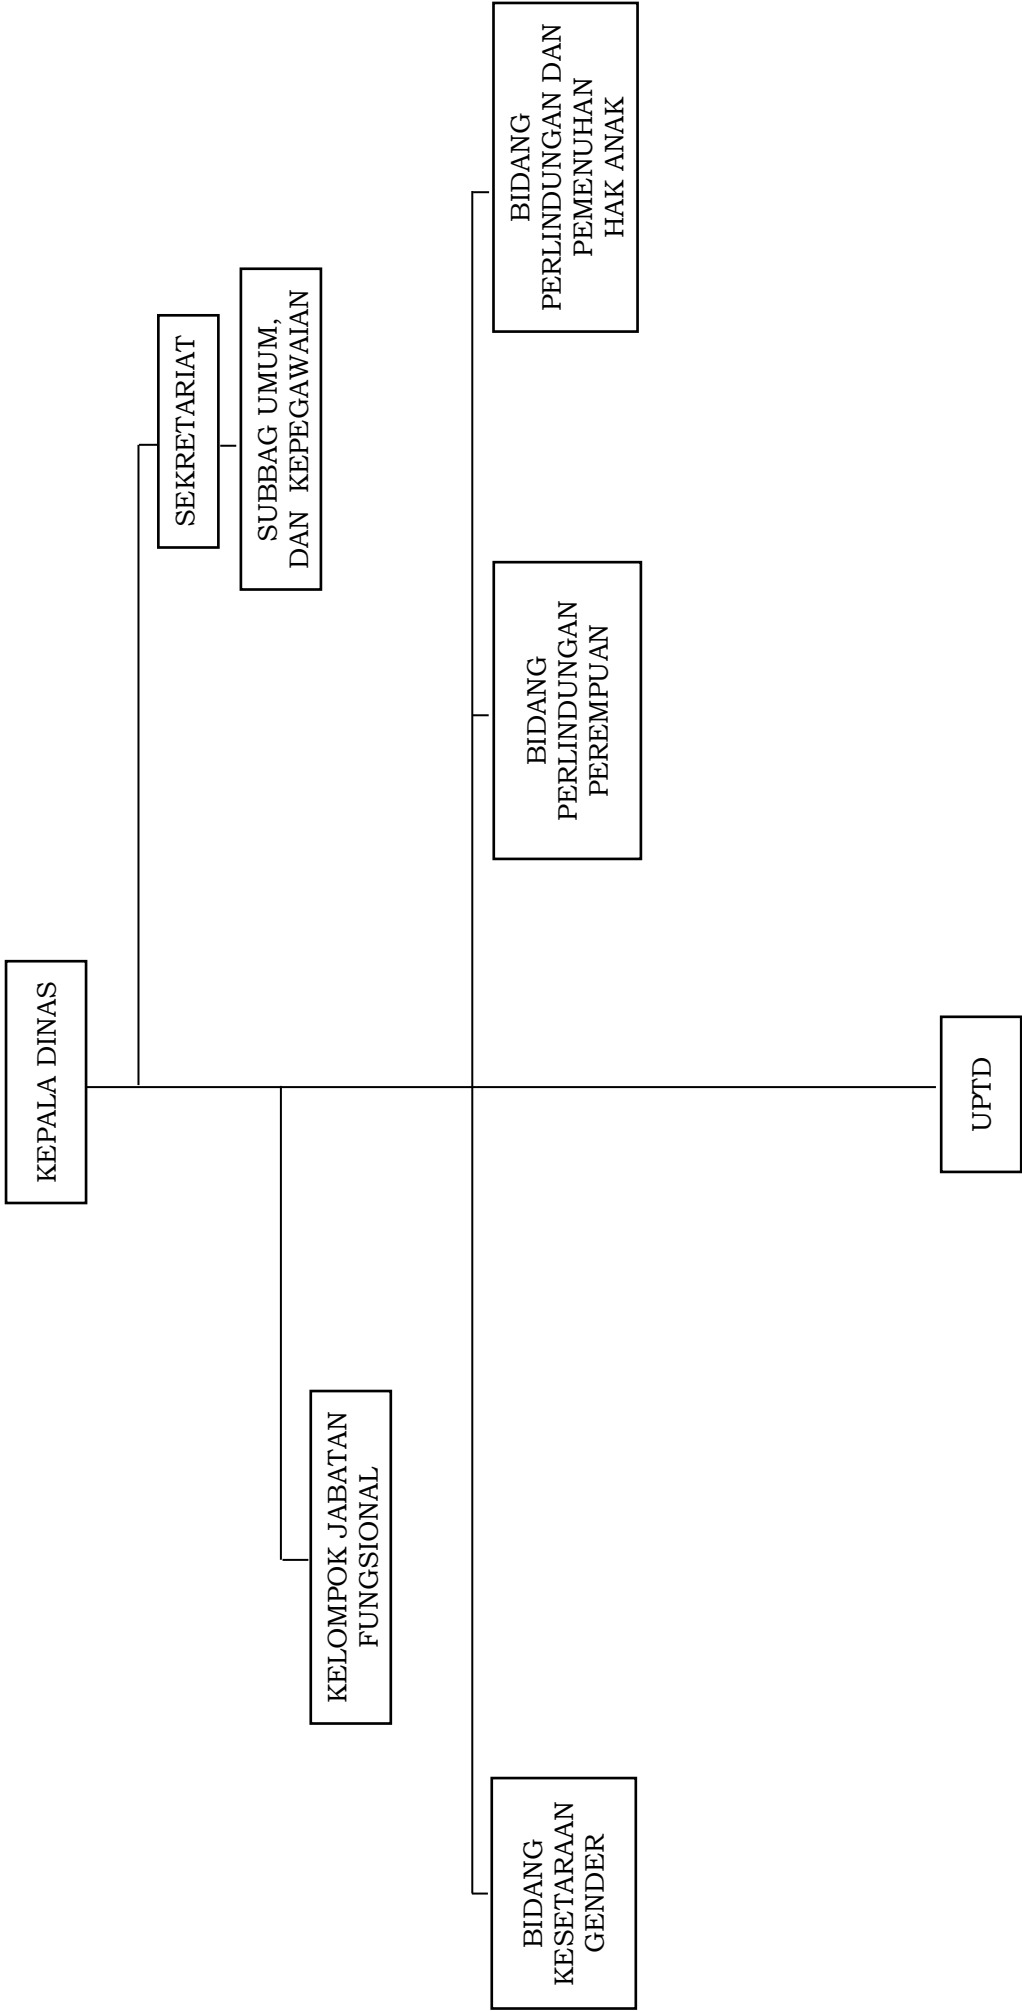 KEPALA DINAS
SEKRETARIAT
SUBBAG UMUM,
DAN KEPEGAWAIAN
KELOMPOK JABATAN
FUNGSIONAL
BIDANG
KESETARAAN
GENDER
BIDANG
PERLINDUNGAN
PEREMPUAN
BIDANG
PERLINDUNGAN DAN
PEMENUHAN
HAK ANAK
UPTD